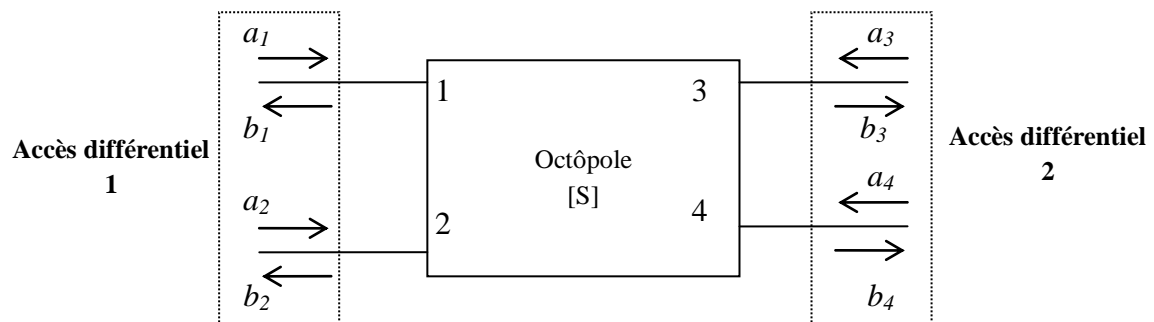 a1
a3
1
3
b1
b3
Accès différentiel
1
Octôpole
[S]
Accès différentiel
2
a2
a4
2
4
b2
b4